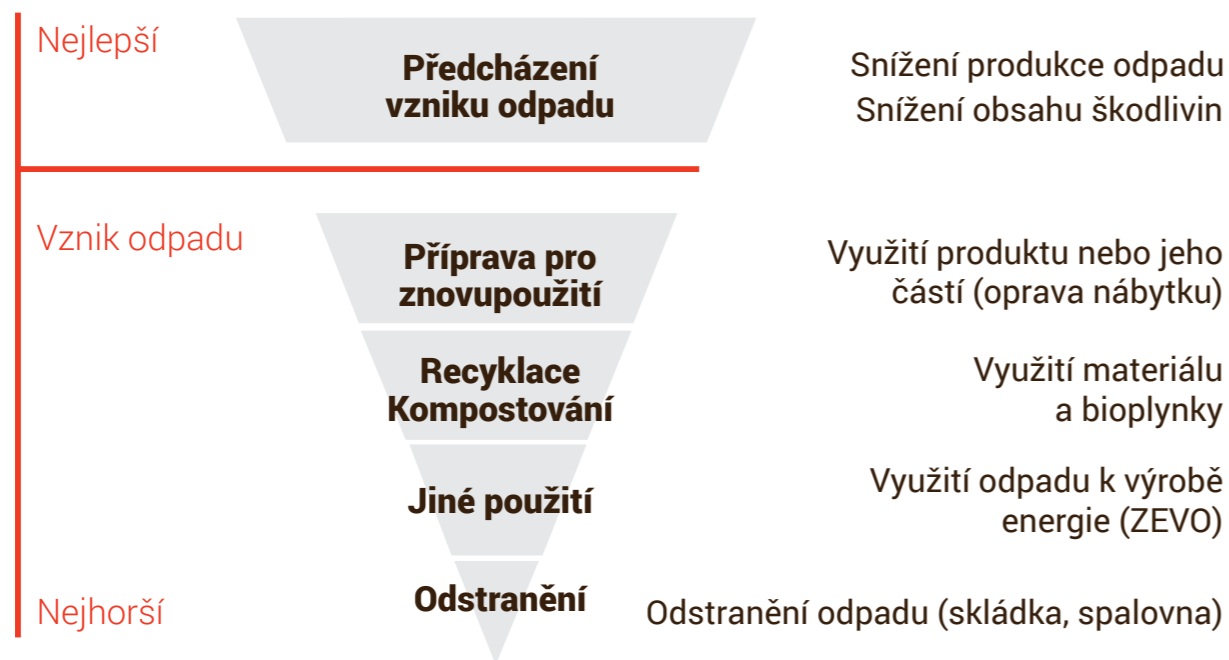 Nejlepší
Předcházení
vzniku odpadu
Snížení produkce odpadu
Snížení obsahu škodlivin
Vznik odpadu
Příprava pro
znovupoužití
Využití produktu nebo jeho
částí (oprava nábytku)
Recyklace
Kompostování
Využití materiálu
a bioplynky
Jiné použití
Využití odpadu k výrobě
energie (ZEVO)
Nejhorší
Odstranění
Odstranění odpadu (skládka, spalovna)